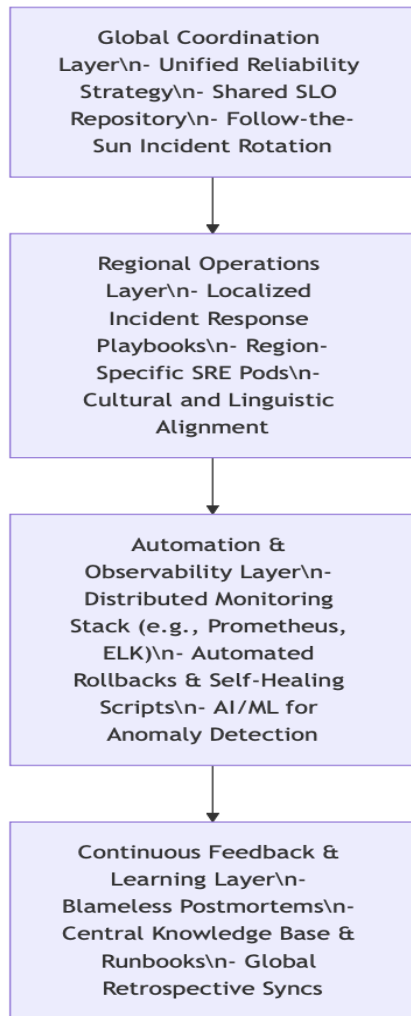 Global Coordination
Layer\n- Unified Reliability
Strategy\n- Shared SLO
Repository\n- Follow-the-
Sun Incident Rotation
Regional Operations
Layer\n- Localized
Incident Response
Playbooks\n- Region-
Specific SRE Pods\n-
Cultural and Linguistic
Alignment
Automation &
Observability Layer\n-
Distributed Monitoring
Stack (e.g., Prometheus,
ELK)\n- Automated
Rollbacks & Self-Healing
Scripts\n- AI/ML for
Anomaly Detection
Continuous Feedback &
Learning Layer\n-
Blameless Postmortems\n-
Central Knowledge Base &
Runbooks\n- Global
Retrospective Syncs